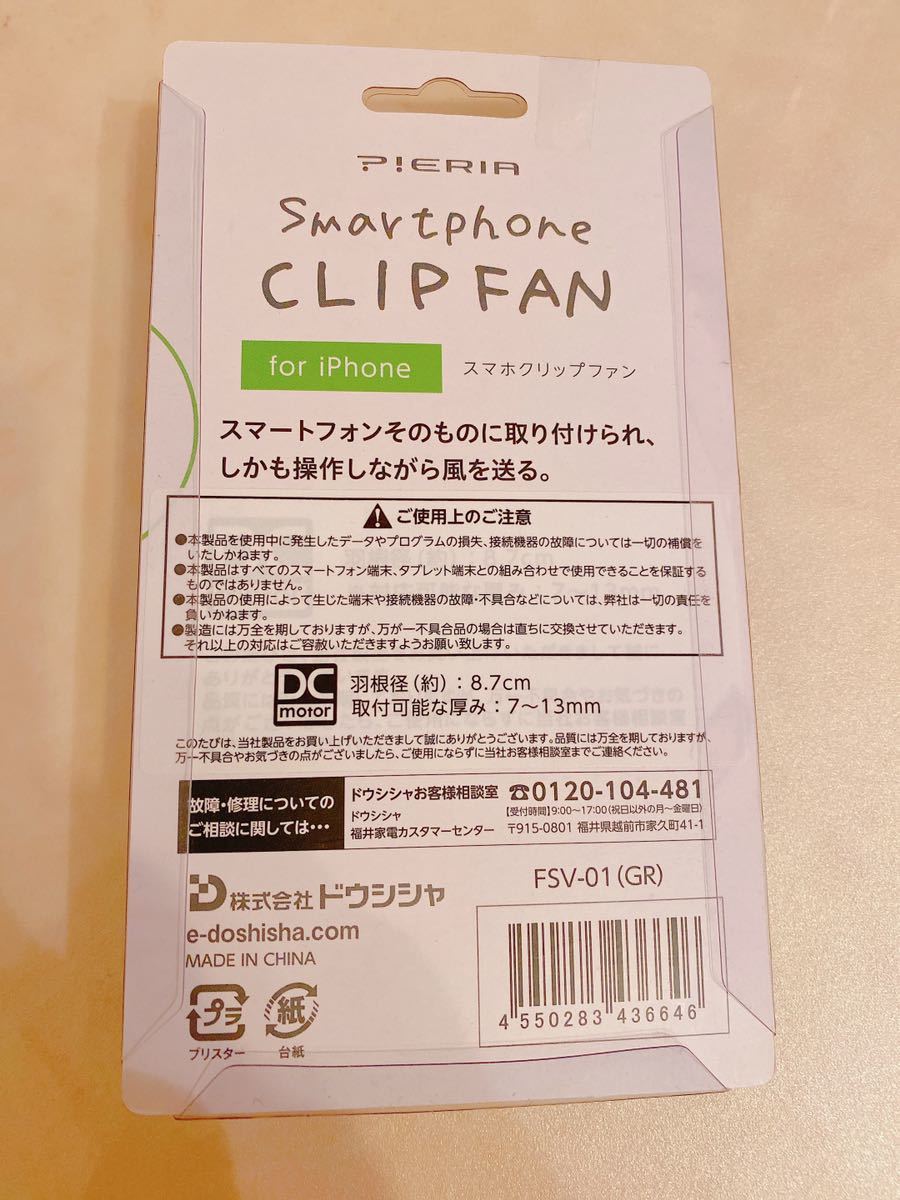 P!ERIA
Smartphone
CLIP FAN
for iPhone
スマホクリップファン
スマートフォンそのものに取り付けられ、
しかも操作しながら風を送る。
ご使用上のご注意
●本製品を使用中に発生したデータやプログラムの損失、接続機器の故障については一切の補償を
いたしかねます。
●本製品はすべてのスマートフォン端末、タブレット端末との組み合わせで使用できることを保証する
ものではありません。
●本製品の使用によって生じた端末や接続機器の故障・不具合などについては、弊社は一切の責任を
負いかねます。
●製造には万全を期しておりますが、万が一不具合品の場合は直ちに交換させていただきます。
それ以上の対応はご容赦いただきますようお願い致します。
DC
motor
羽根径(約):8.7cm
取付可能な厚み:7〜13mm
このたびは、当社製品をお買い上げいただきまして誠にありがとうございます。品質には万全を期しておりますが、
万一不具合やお気づきの点がございましたら、ご使用にならずに当社お客様相談室までご連絡ください。
故障・修理についての
ご相談に関しては…
ドウシシャお客様相談室 ☎0120-104-481
【受付時間】9:00〜17:00(祝日以外の月〜金曜日)
ドウシシャ
福井家電カスタマーセンター 〒915-0801 福井県越前市家久町41-1
株式会社ドウシシャ
e-doshisha.com
MADE IN CHINA
プラ
ブリスター
紙
台紙
FSV-01(GR)
4 550283 436646